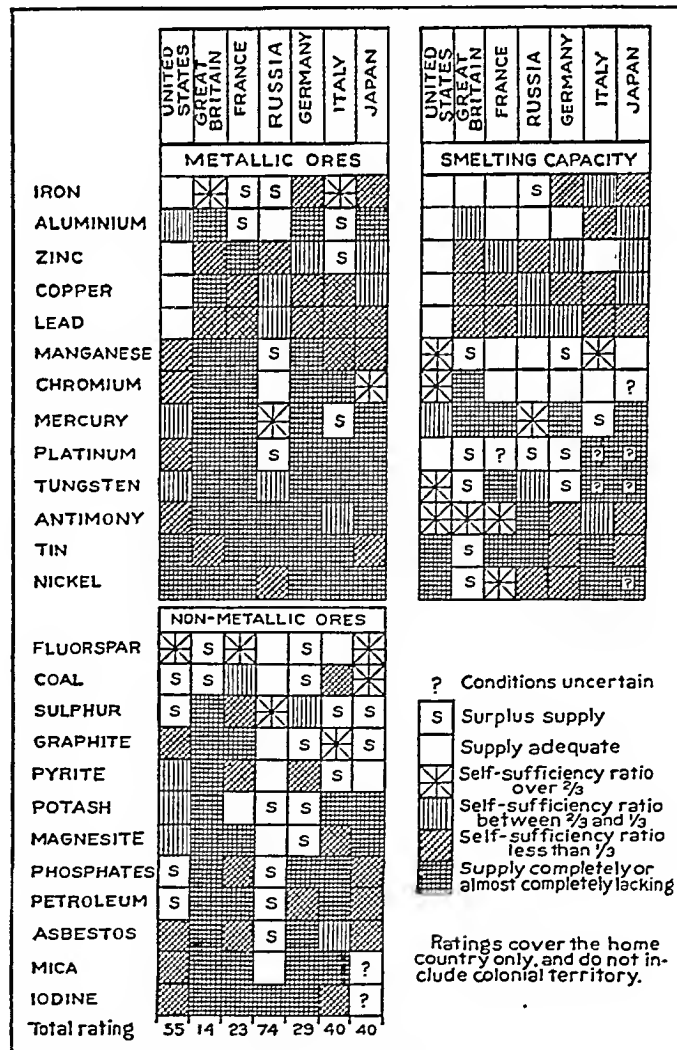 UNITED STATES GREAT BRITAIN FRANCE RUSSIA GERMANY ITALY JAPAN
UNITED STATES GREAT BRITAIN FRANCE RUSSIA GERMANY ITALY JAPAN
METALLIC ORES
SMELTING CAPACITY
IRON S S S
ALUMINIUM S S
ZINC S
COPPER
LEAD
MANGANESE S S S
CHROMIUM ?
MERCURY S S
PLATINUM S S ? S S ? ?
TUNGSTEN S S ? ?
ANTIMONY
TIN S
NICKEL S ?
NON-METALLIC ORES
FLUORSPAR S S
COAL S S S
SULPHUR S S S
GRAPHITE S S
PYRITE S
POTASH S S
MAGNESITE S
PHOSPHATES S S
PETROLEUM S S
ASBESTOS S
MICA ?
IODINE ?
Total rating 55 14 23 74 29 40 40
? Conditions uncertain
S Surplus supply
Supply adequate
Self-sufficiency ratio
over 2/3
Self-sufficiency ratio
between 2/3 and 1/3
Self-sufficiency ratio
less than 1/3
Supply completely or
almost completely lacking
Ratings cover the home
country only, and do not in-
clude colonial territory.